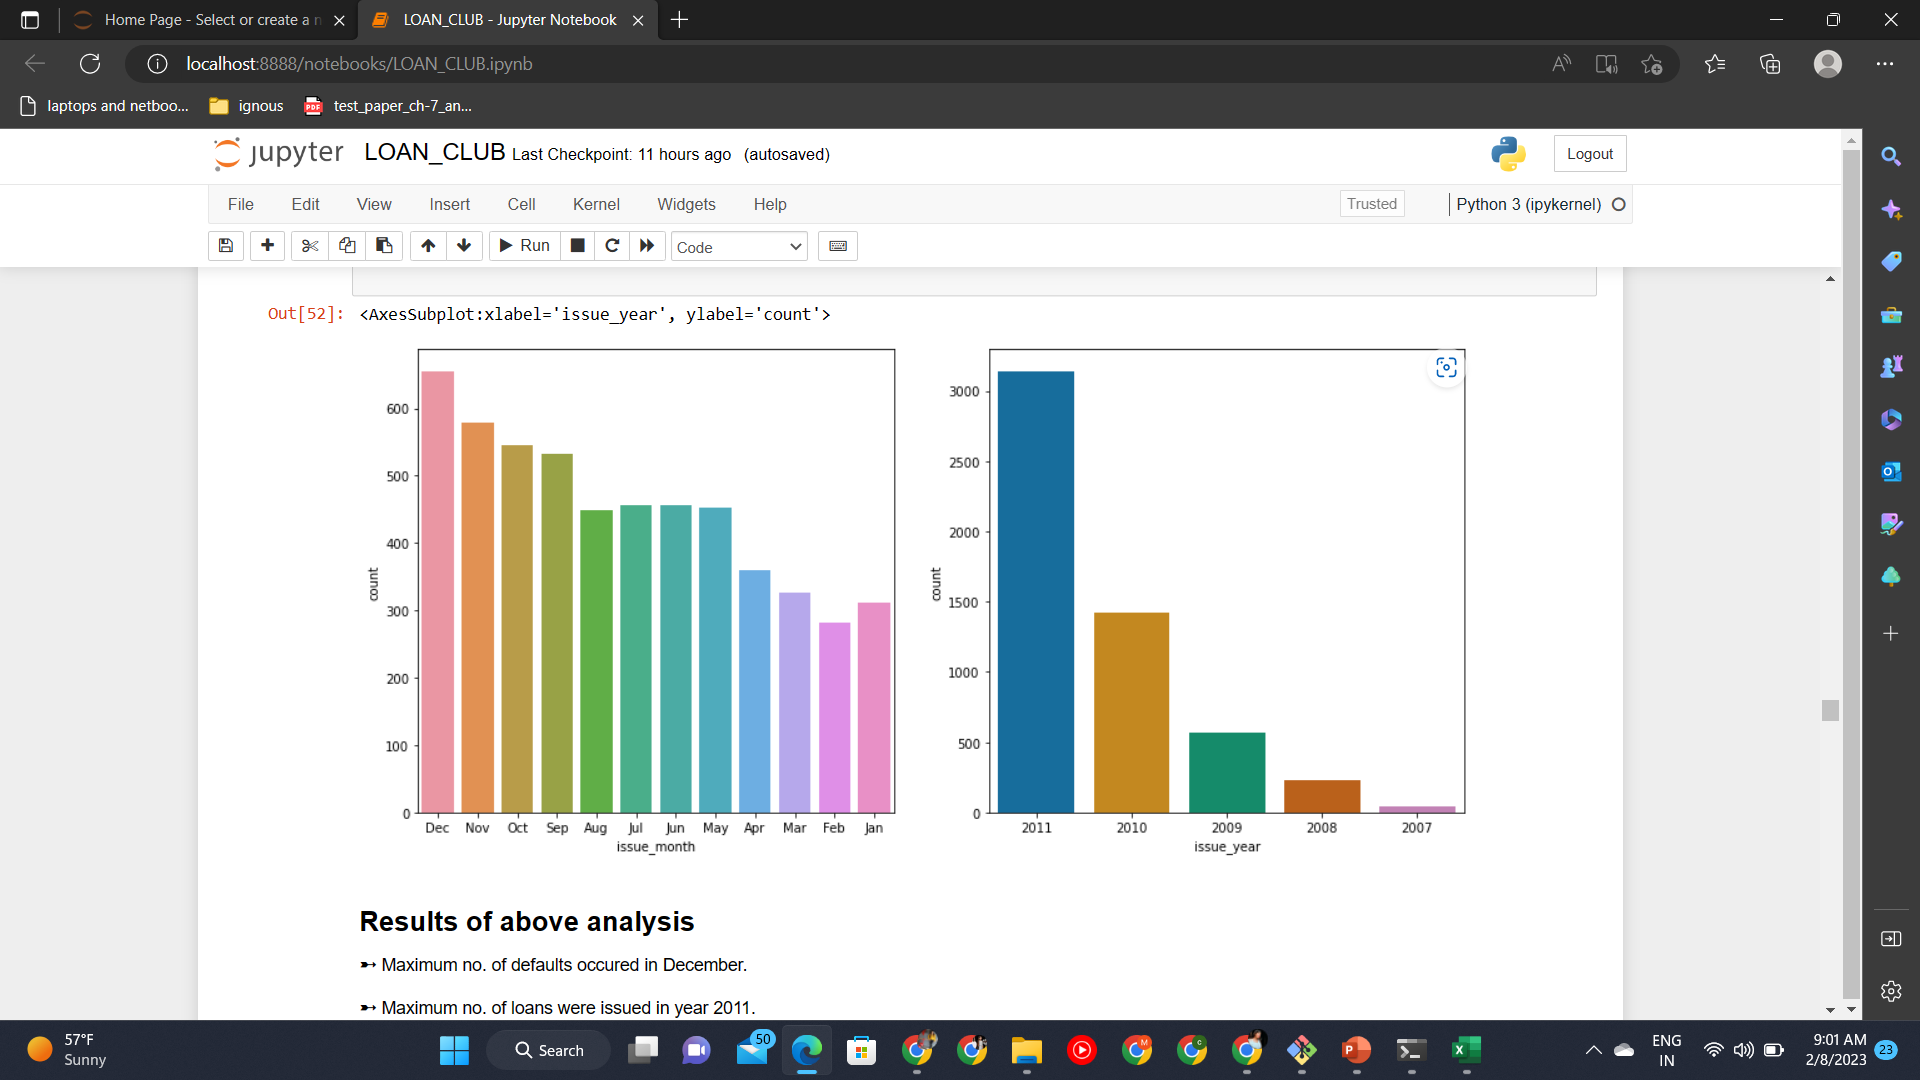 Home Page - Select or create a n
LOAN_CLUB - Jupyter Notebook
localhost:8888/notebooks/LOAN_CLUB.ipynb
laptops and netboo...
ignous
PDF
test_paper_ch-7_an...
jupyter
LOAN_CLUB Last Checkpoint: 11 hours ago (autosaved)
Logout
File Edit View Insert Cell Kernel Widgets Help
Trusted
Python 3 (ipykernel)
Run
Code
Out[52]: <AxesSubplot:xlabel='issue_year', ylabel='count'>
600
500
400
300
200
100
0
count
Dec Nov Oct Sep Aug Jul Jun May Apr Mar Feb Jan
issue_month
3000
2500
2000
1500
1000
500
0
count
2011 2010 2009 2008 2007
issue_year
Results of above analysis
➼ Maximum no. of defaults occured in December.
➼ Maximum no. of loans were issued in year 2011.
57°F
Sunny
Search
50
ENG
IN
9:01 AM
2/8/2023
23